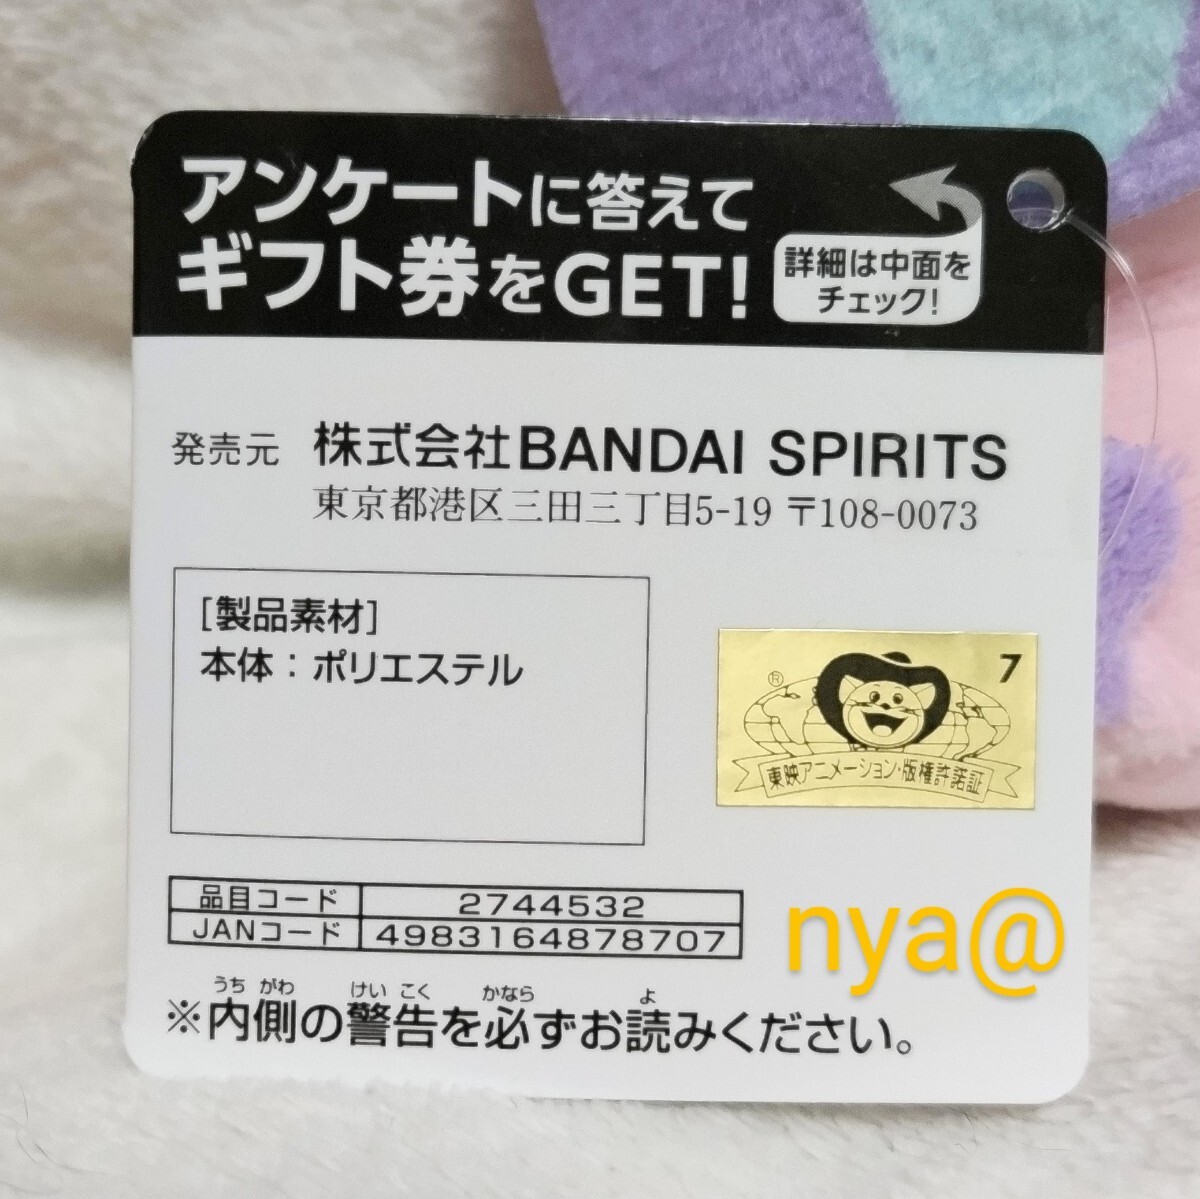 アンケートに答えて
ギフト券をGET!
詳細は中面を
チェック!
発売元 株式会社BANDAI SPIRITS
東京都港区三田三丁目5-19 〒108-0073
[製品素材]
本体：ポリエステル
® 7
東映アニメーション・版権許諾証
品目コード 2744532
JANコード 4983164878707
nya@
うち がわ けい こく かなら よ
※内側の警告を必ずお読みください。